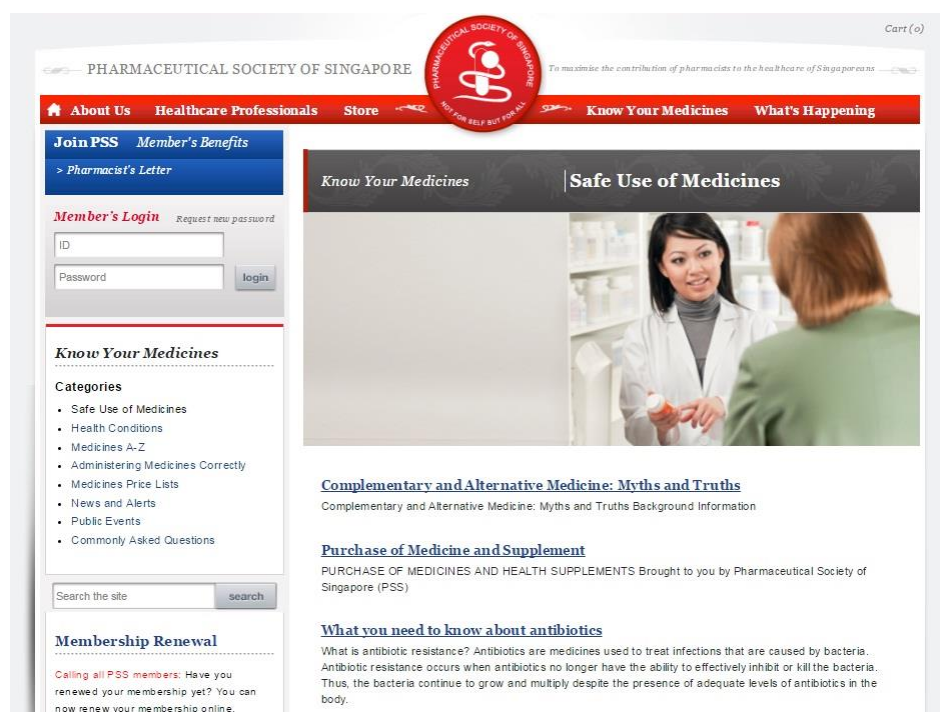 Cart (0)
PHARMACEUTICAL SOCIETY OF SINGAPORE
PHARMACEUTICAL SOCIETY OF SINGAPORE
NOT FOR SELF BUT FOR ALL
To maximise the contribution of pharmacists to the healthcare of Singaporeans
About Us Healthcare Professionals Store Know Your Medicines What's Happening
Join PSS Member's Benefits
> Pharmacist's Letter
Member's Login Request new password
ID
Password login
Know Your Medicines
Categories
Safe Use of Medicines
Health Conditions
Medicines A-Z
Administering Medicines Correctly
Medicines Price Lists
News and Alerts
Public Events
Commonly Asked Questions
Search the site search
Membership Renewal
Calling all PSS members: Have you
renewed your membership yet? You can
now renew your membership online.
Know Your Medicines Safe Use of Medicines
Complementary and Alternative Medicine: Myths and Truths
Complementary and Alternative Medicine: Myths and Truths Background Information
Purchase of Medicine and Supplement
PURCHASE OF MEDICINES AND HEALTH SUPPLEMENTS Brought to you by Pharmaceutical Society of
Singapore (PSS)
What you need to know about antibiotics
What is antibiotic resistance? Antibiotics are medicines used to treat infections that are caused by bacteria.
Antibiotic resistance occurs when antibiotics no longer have the ability to effectively inhibit or kill the bacteria.
Thus, the bacteria continue to grow and multiply despite the presence of adequate levels of antibiotics in the
body.